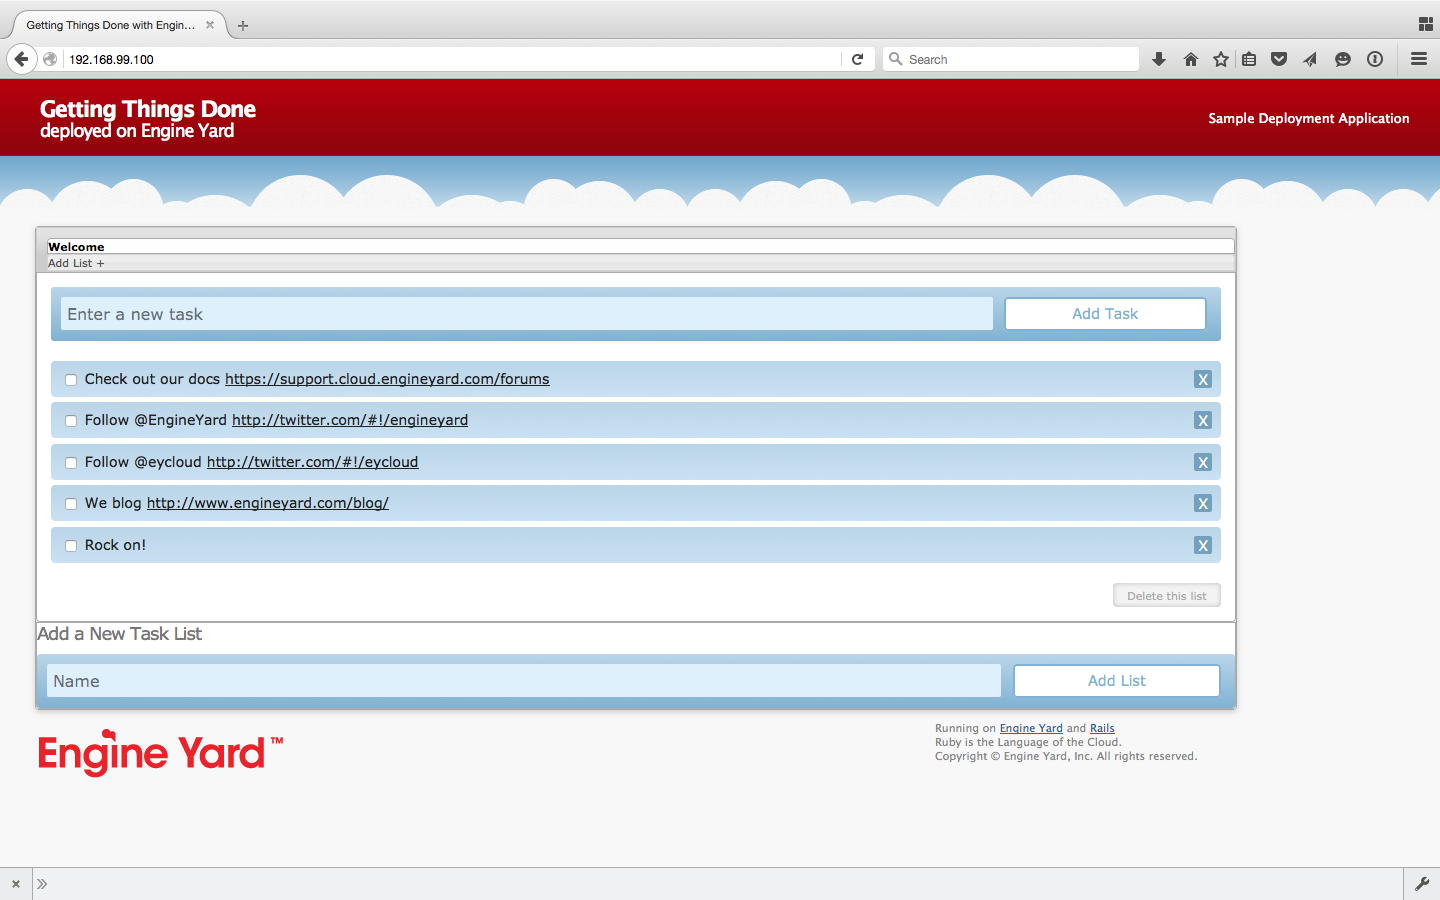 Getting Things Done with Engin...
192.168.99.100
Search
Getting Things Done
deployed on Engine Yard
Sample Deployment Application
Welcome
Add List +
Enter a new task
Add Task
Check out our docs https://support.cloud.engineyard.com/forums
X
Follow @EngineYard http://twitter.com/#!/engineyard
X
Follow @eycloud http://twitter.com/#!/eycloud
X
We blog http://www.engineyard.com/blog/
X
Rock on!
X
Delete this list
Add a New Task List
Name
Add List
Engine Yard ™
Running on Engine Yard and Rails
Ruby is the Language of the Cloud.
Copyright © Engine Yard, Inc. All rights reserved.